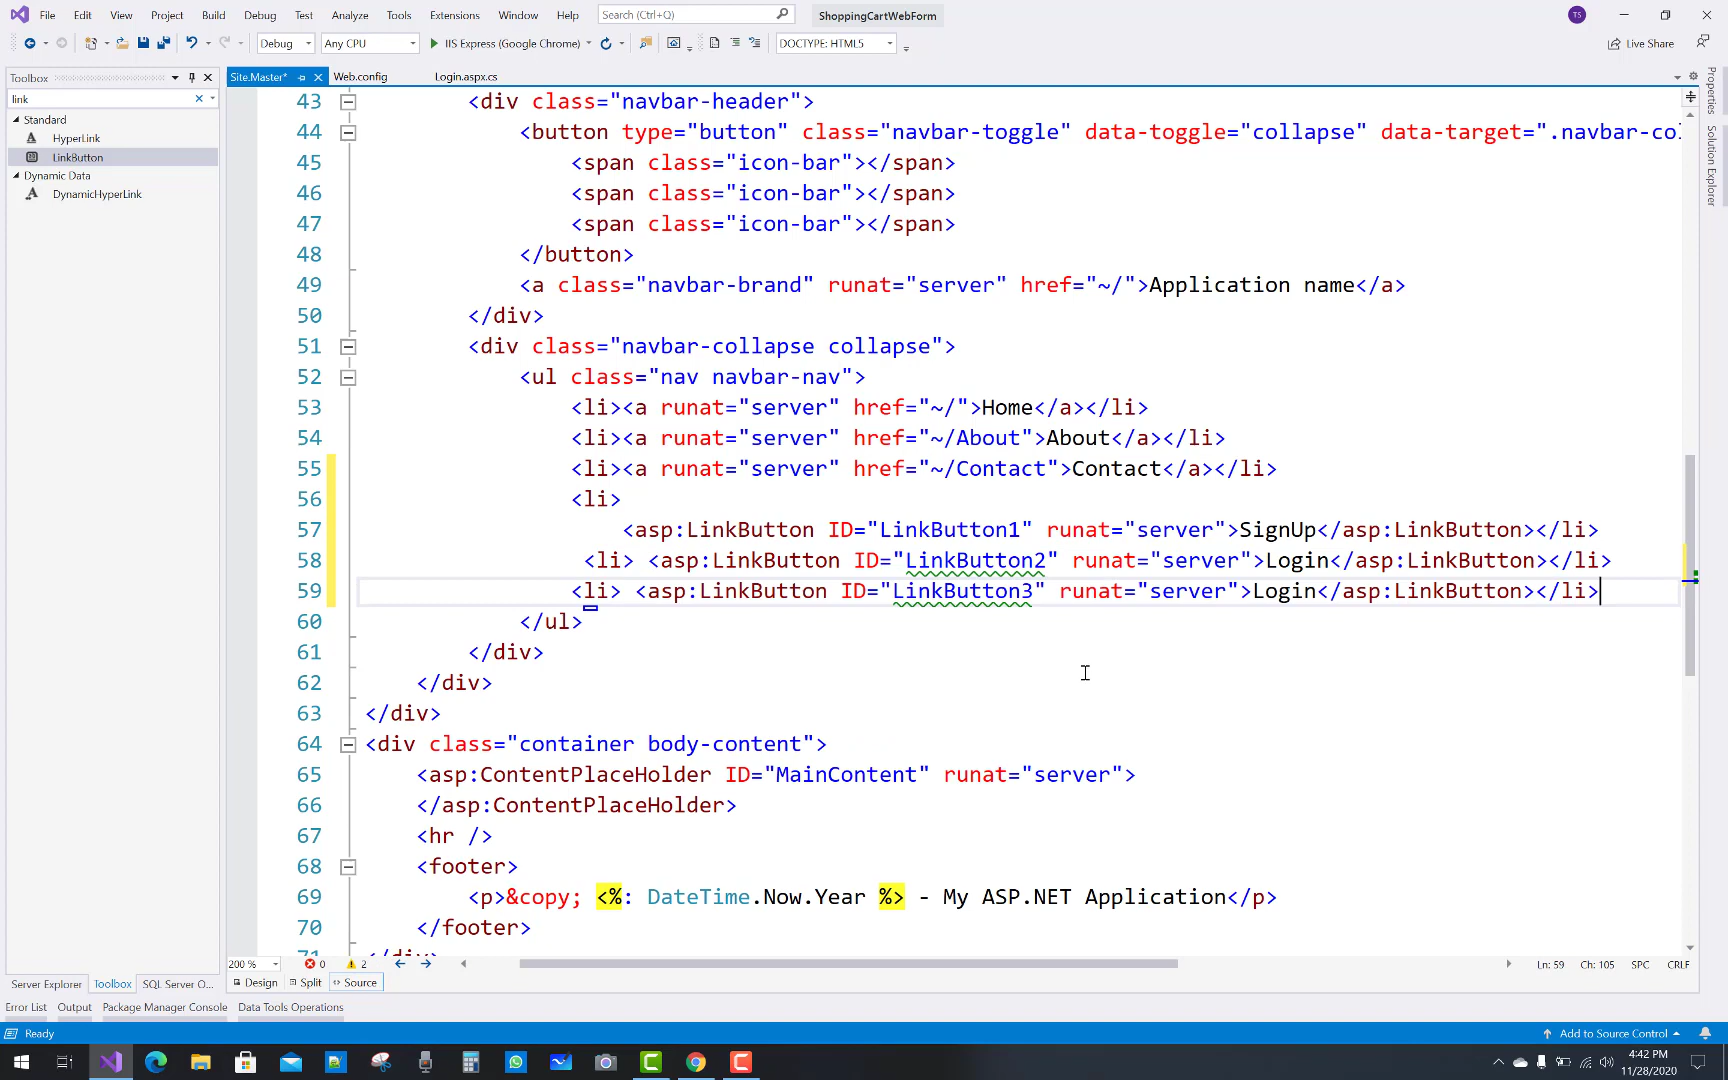 File Edit View Project Build Debug Test Analyze Tools Extensions Window Help Search (Ctrl+Q) ShoppingCartWebForm TS
Debug Any CPU IIS Express (Google Chrome) DOCTYPE: HTML5 Live Share
Toolbox Site.Master* Web.config Login.aspx.cs
link
Standard
HyperLink
LinkButton
Dynamic Data
DynamicHyperLink
43 <div class="navbar-header">
44 <button type="button" class="navbar-toggle" data-toggle="collapse" data-target=".navbar-col
45 <span class="icon-bar"></span>
46 <span class="icon-bar"></span>
47 <span class="icon-bar"></span>
48 </button>
49 <a class="navbar-brand" runat="server" href="~/">Application name</a>
50 </div>
51 <div class="navbar-collapse collapse">
52 <ul class="nav navbar-nav">
53 <li><a runat="server" href="~/">Home</a></li>
54 <li><a runat="server" href="~/About">About</a></li>
55 <li><a runat="server" href="~/Contact">Contact</a></li>
56 <li>
57 <asp:LinkButton ID="LinkButton1" runat="server">SignUp</asp:LinkButton></li>
58 <li> <asp:LinkButton ID="LinkButton2" runat="server">Login</asp:LinkButton></li>
59 <li> <asp:LinkButton ID="LinkButton3" runat="server">Login</asp:LinkButton></li>
60 </ul>
61 </div>
62 </div>
63 </div>
64 <div class="container body-content">
65 <asp:ContentPlaceHolder ID="MainContent" runat="server">
66 </asp:ContentPlaceHolder>
67 <hr />
68 <footer>
69 <p>&copy; <%: DateTime.Now.Year %> - My ASP.NET Application</p>
70 </footer>
71 </div>
Properties
Solution Explorer
200 % 0 2 Ln: 59 Ch: 105 SPC CRLF
Server Explorer Toolbox SQL Server O... Design Split Source
Error List Output Package Manager Console Data Tools Operations
Ready Add to Source Control
4:42 PM
11/28/2020